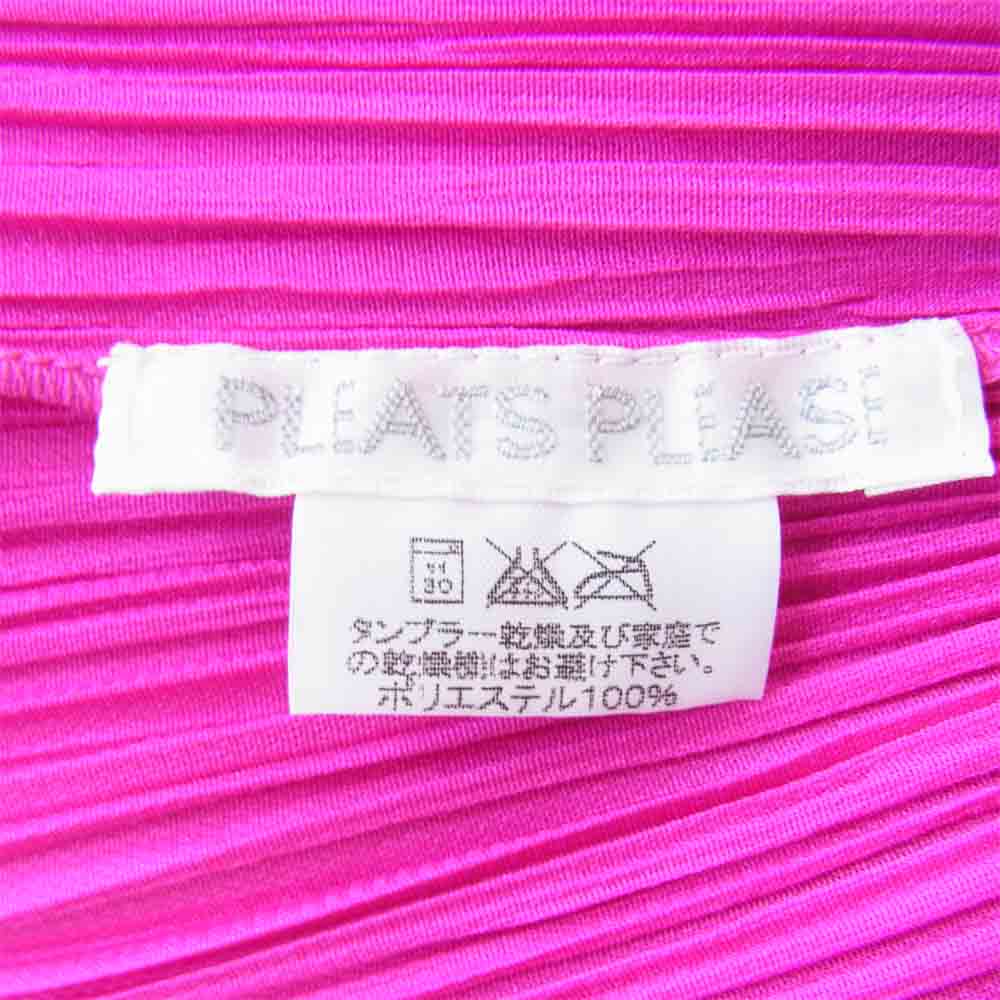 PLEATS PLEASE
30
タンブラー乾燥及び家庭で
の乾燥機はお避け下さい。
ポリエステル100%